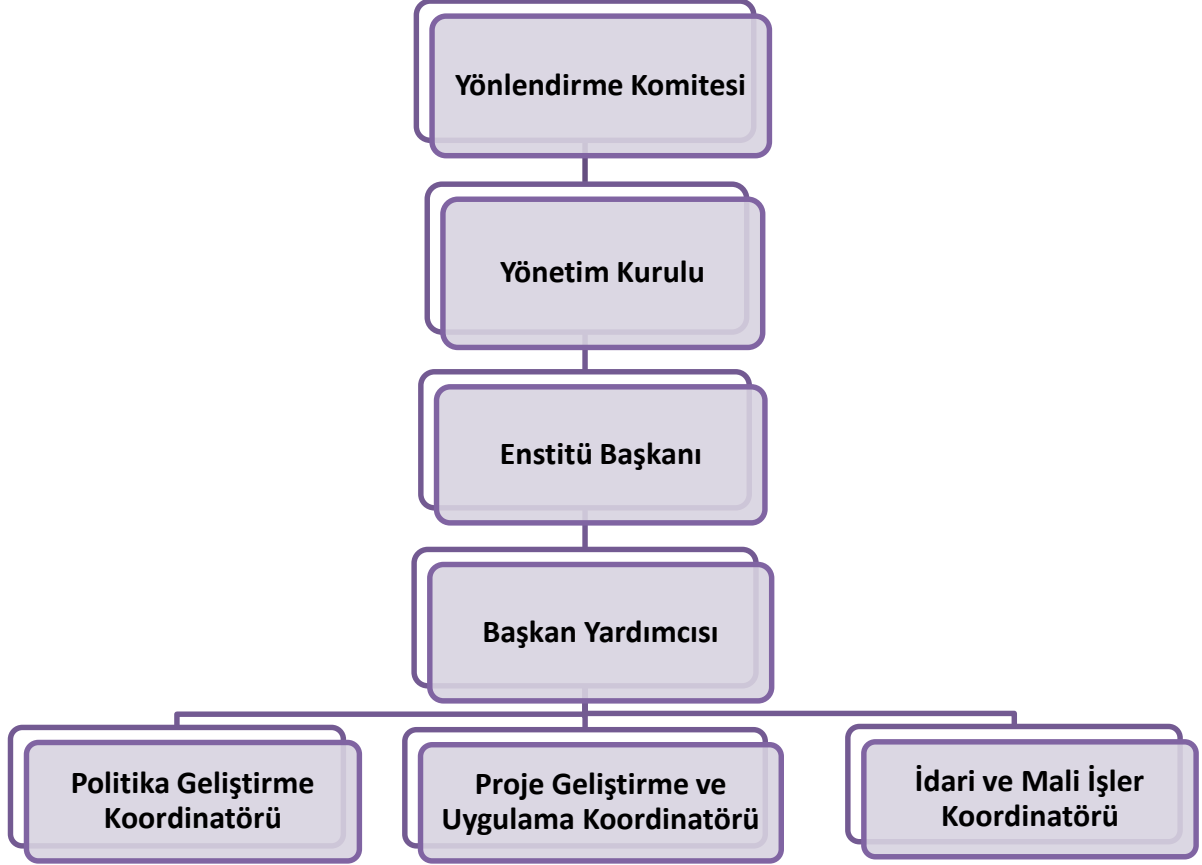 Yönlendirme Komitesi
Yönetim Kurulu
Enstitü Başkanı
Başkan Yardımcısı
Politika Geliştirme
Koordinatörü
Proje Geliştirme ve
Uygulama Koordinatörü
İdari ve Mali İşler
Koordinatörü